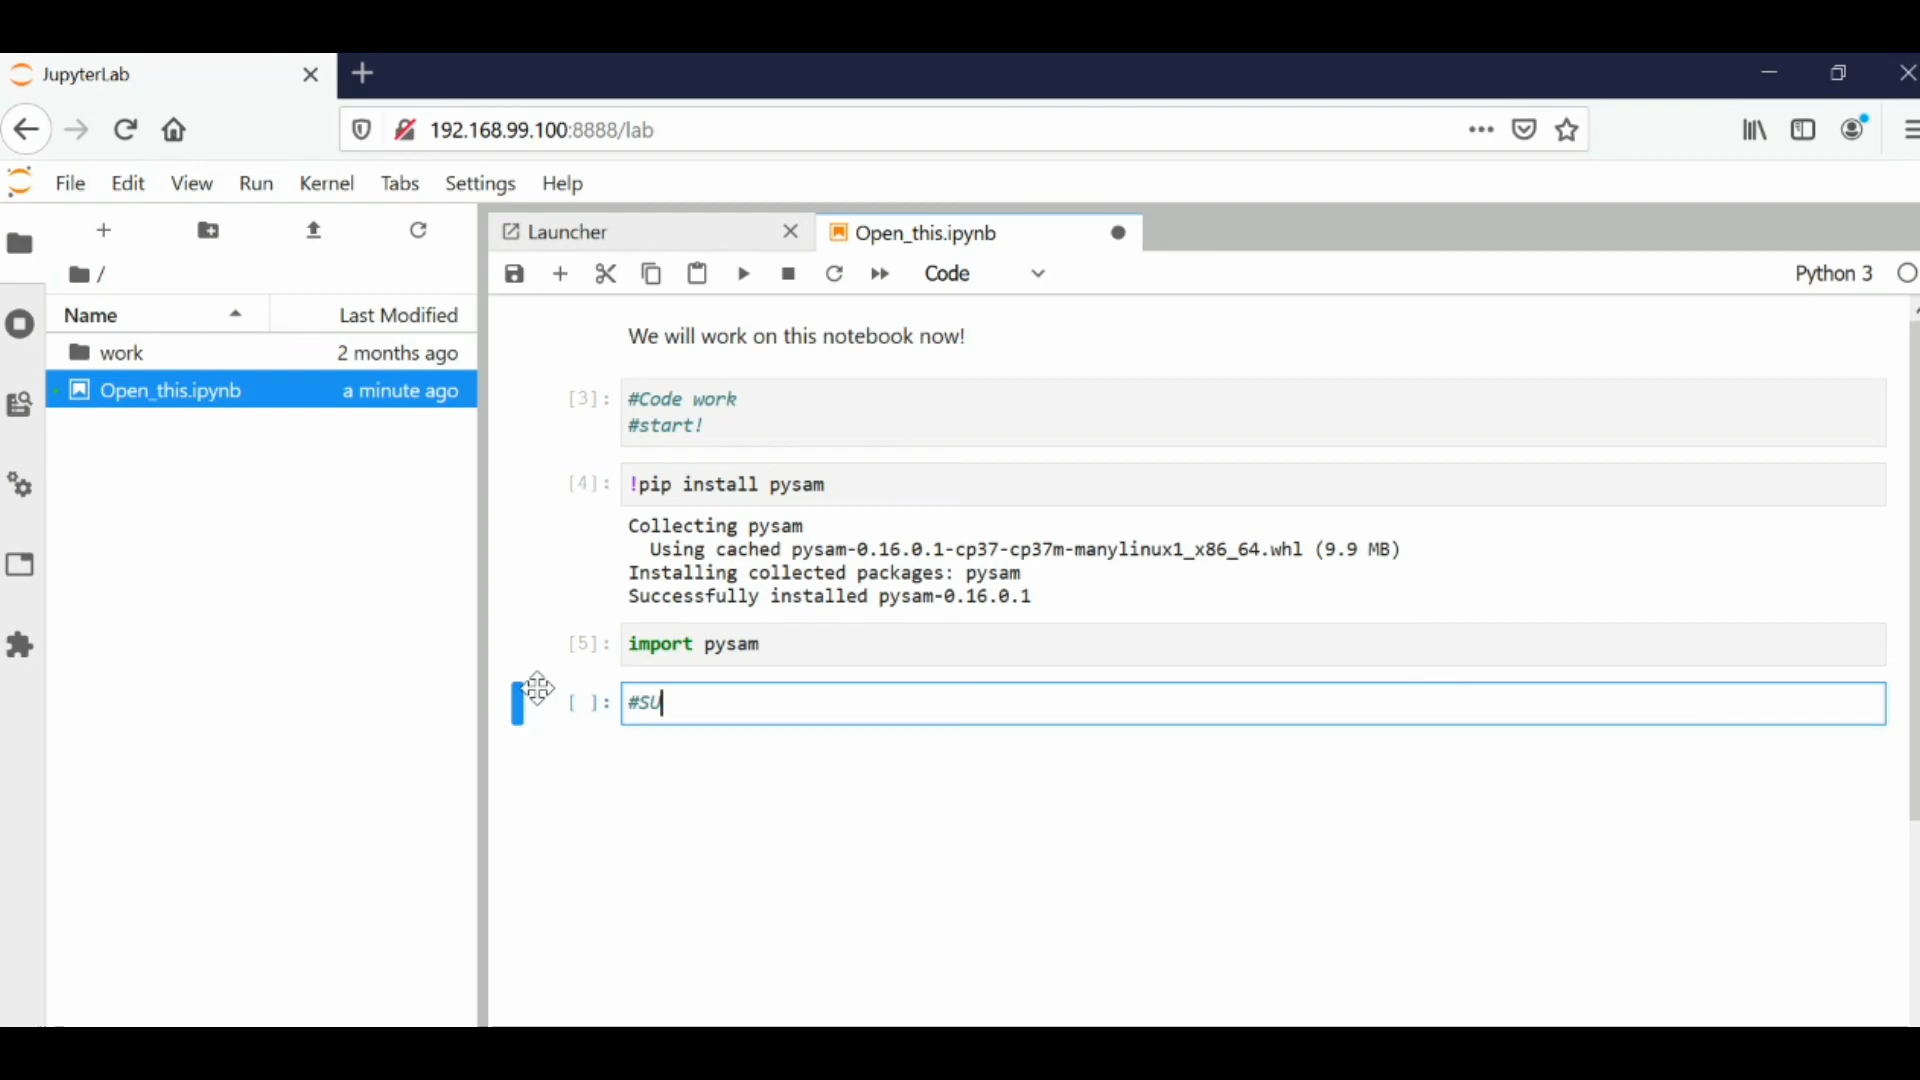 JupyterLab
192.168.99.100:8888/lab
File Edit View Run Kernel Tabs Settings Help
Launcher
Open_this.ipynb
Code
Python 3
/
Name Last Modified
work 2 months ago
Open_this.ipynb a minute ago
We will work on this notebook now!
[3]: #Code work
#start!
[4]: !pip install pysam
Collecting pysam
Using cached pysam-0.16.0.1-cp37-cp37m-manylinux1_x86_64.whl (9.9 MB)
Installing collected packages: pysam
Successfully installed pysam-0.16.0.1
[5]: import pysam
[ ]: #SU